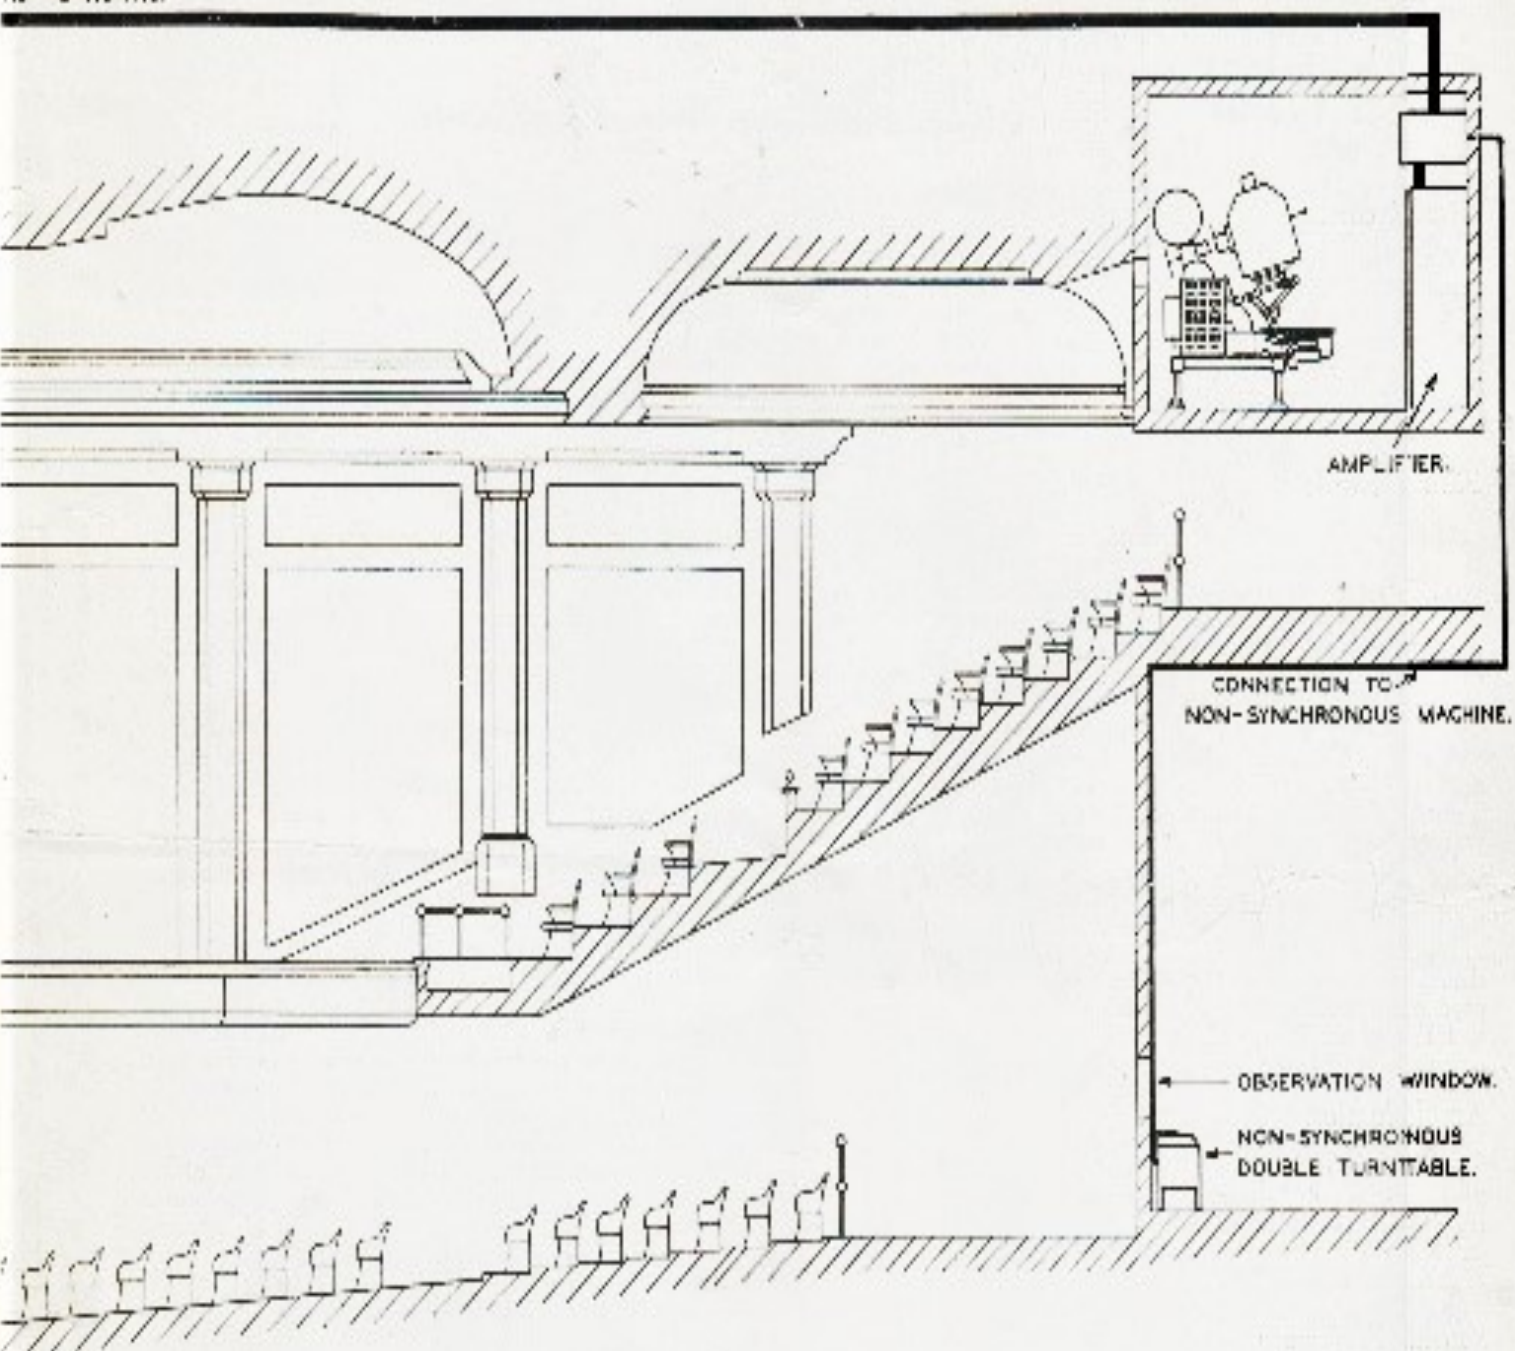 AMPLIFIER.
CONNECTION TO
NON-SYNCHRONOUS MACHINE.
OBSERVATION WINDOW.
NON-SYNCHRONOUS
DOUBLE TURNTABLE.